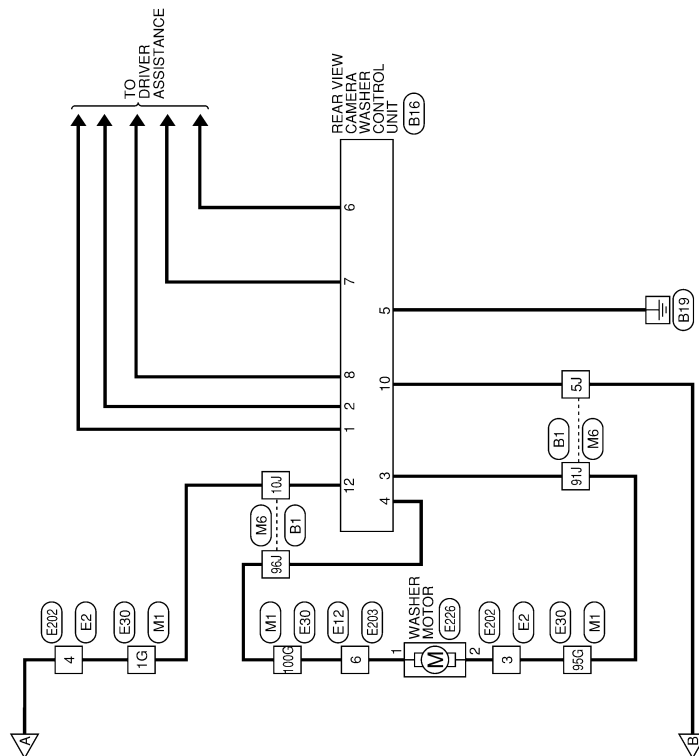 TO
DRIVER
ASSISTANCE
REAR VIEW
CAMERA
WASHER
CONTROL
UNIT
B16
6
7
8
2
1
12
5
10
3
4
B19
5J
B1
M6
91J
10J
M6
B1
96J
E202
E2
E30
M1
4
1G
A
M1
E30
E12
E203
100G
6
WASHER
MOTOR
E226
1
M
2
E202
E2
E30
M1
3
95G
B